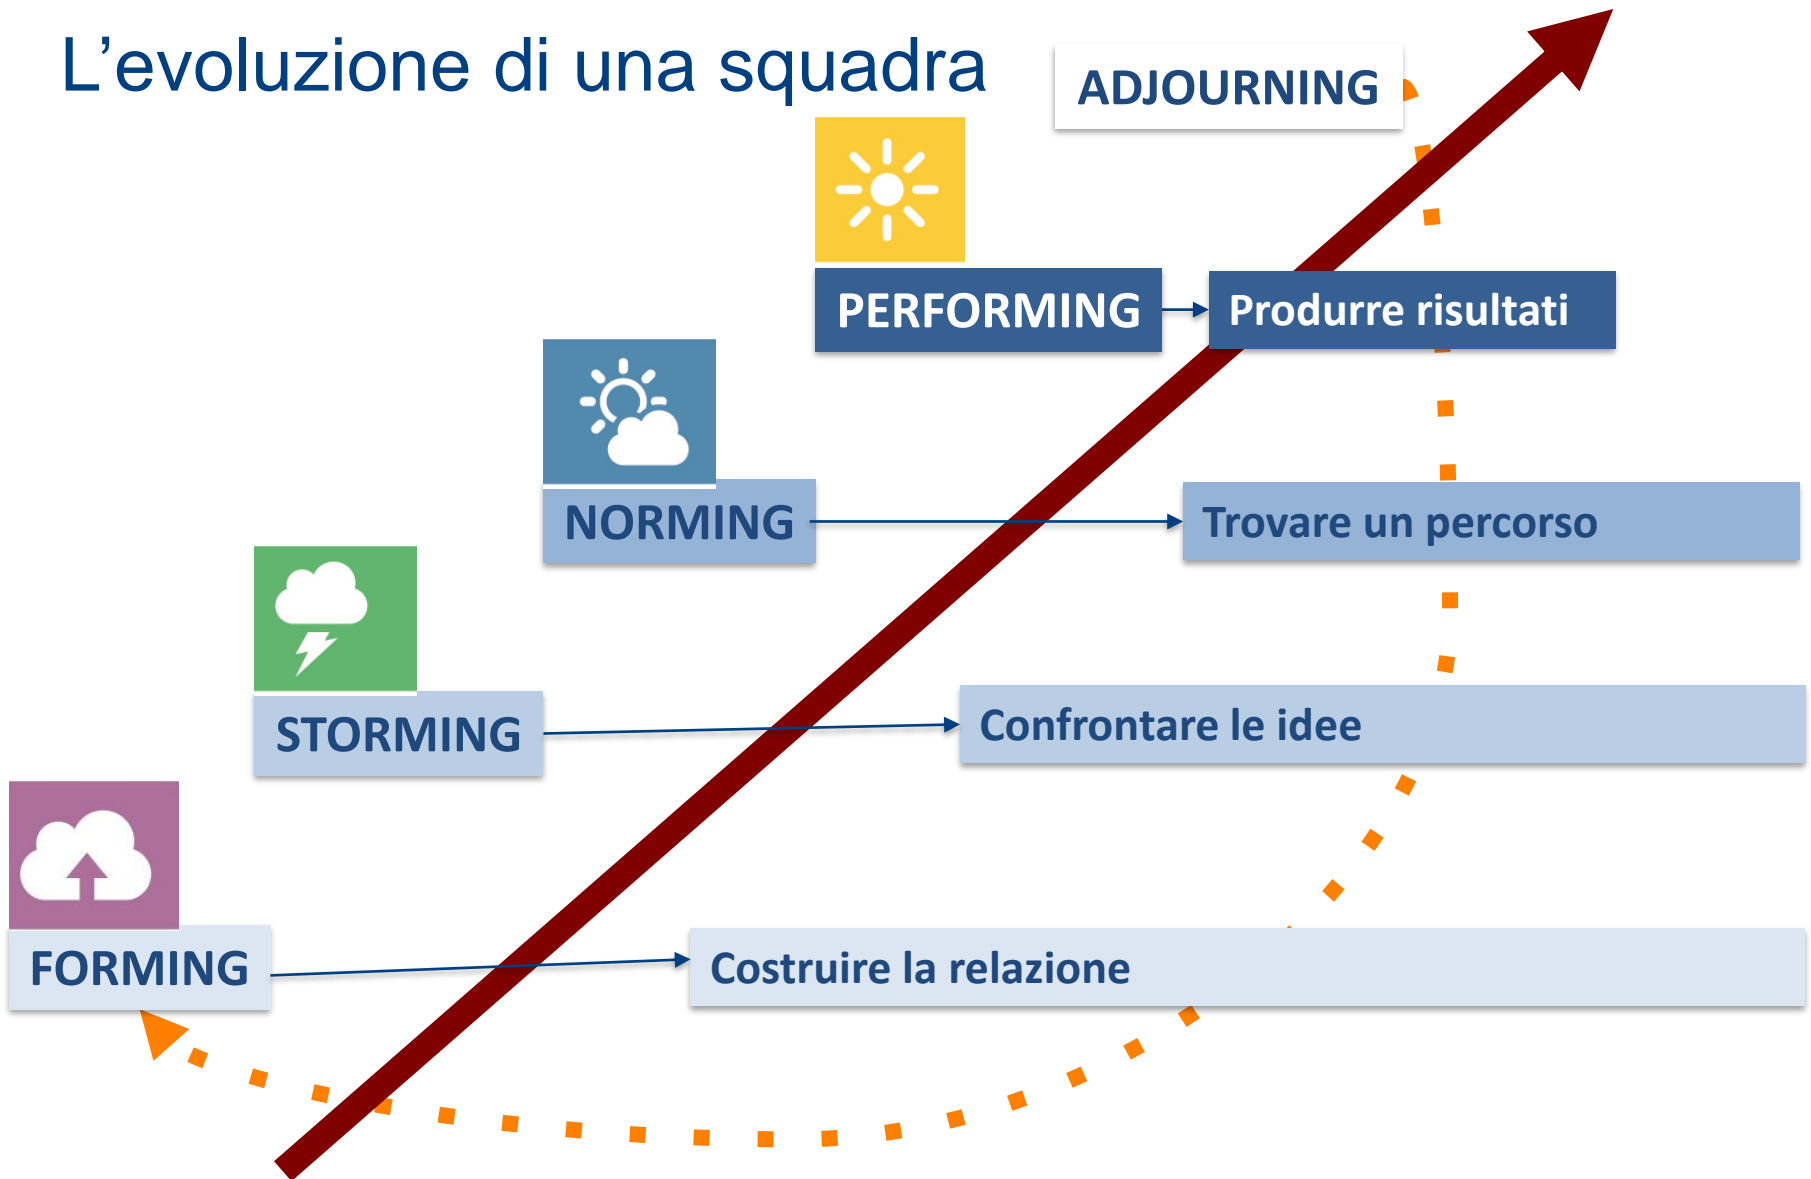 L’evoluzione di una squadra
ADJOURNING
PERFORMING
Produrre risultati
NORMING
Trovare un percorso
STORMING
Confrontare le idee
FORMING
Costruire la relazione